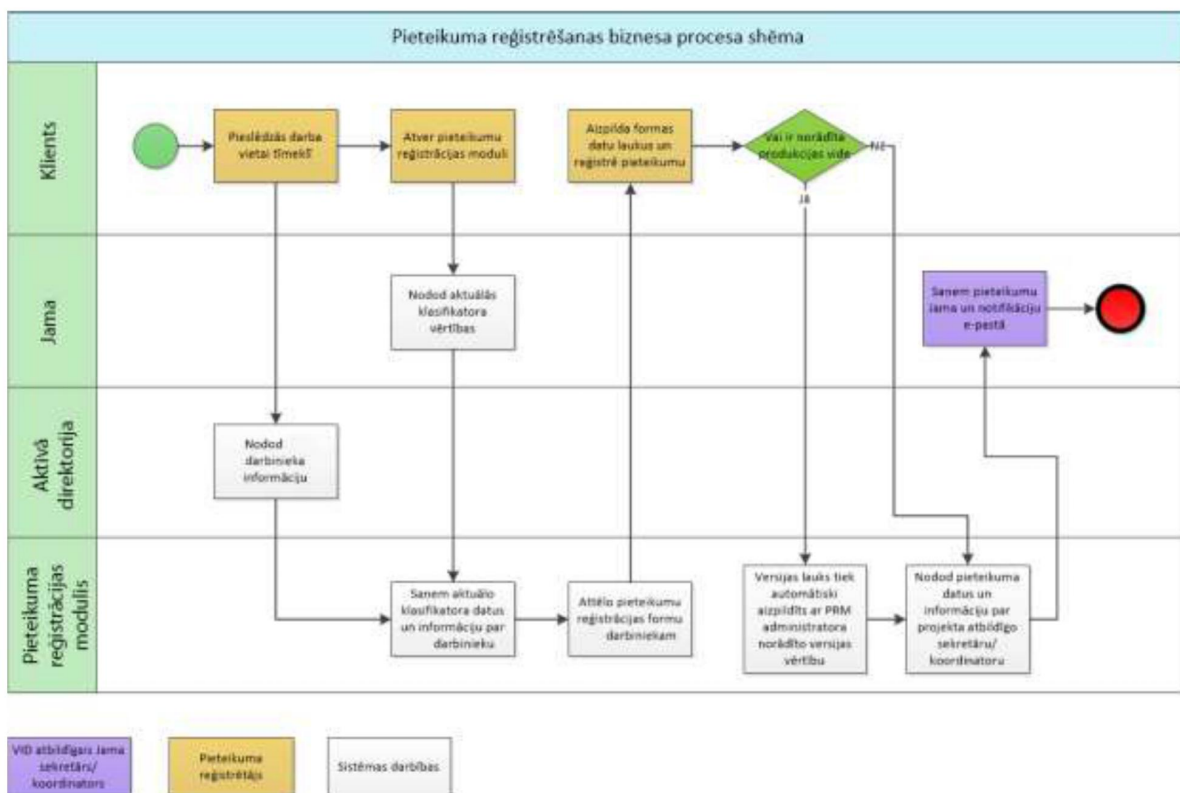 Pieteikuma reģistrēšanas biznesa procesa shēma
Klients
Pieslēdzās darba
vietai tīmeklī
Atver pieteikumu
reģistrācijas moduli
Aizpilda formas
datu laukus un
reģistrē pieteikumu
Vai ir norādīta
produkcijas vide
NĒ
JĀ
Jama
Nodod aktuālās
klasifikatora
vērtības
Saņem pieteikumu
Jama un notifikāciju
e-pastā
Aktīvā
direktorija
Nodod
darbinieka
informāciju
Pieteikuma
reģistrācijas
modulis
Saņem aktuālo
klasifikatora datus
un informāciju par
darbinieku
Attēlo pieteikumu
reģistrācijas formu
darbiniekam
Versijas lauks tiek
automātiski
aizpildīts ar PRM
administratora
norādīto versijas
vērtību
Nodod pieteikuma
datus un
informāciju par
projekta atbildīgo
sekretāru/
koordinatoru
VID atbildīgais Jama
sekretārs/
koordinators
Pieteikuma
reģistrētājs
Sistēmas darbības